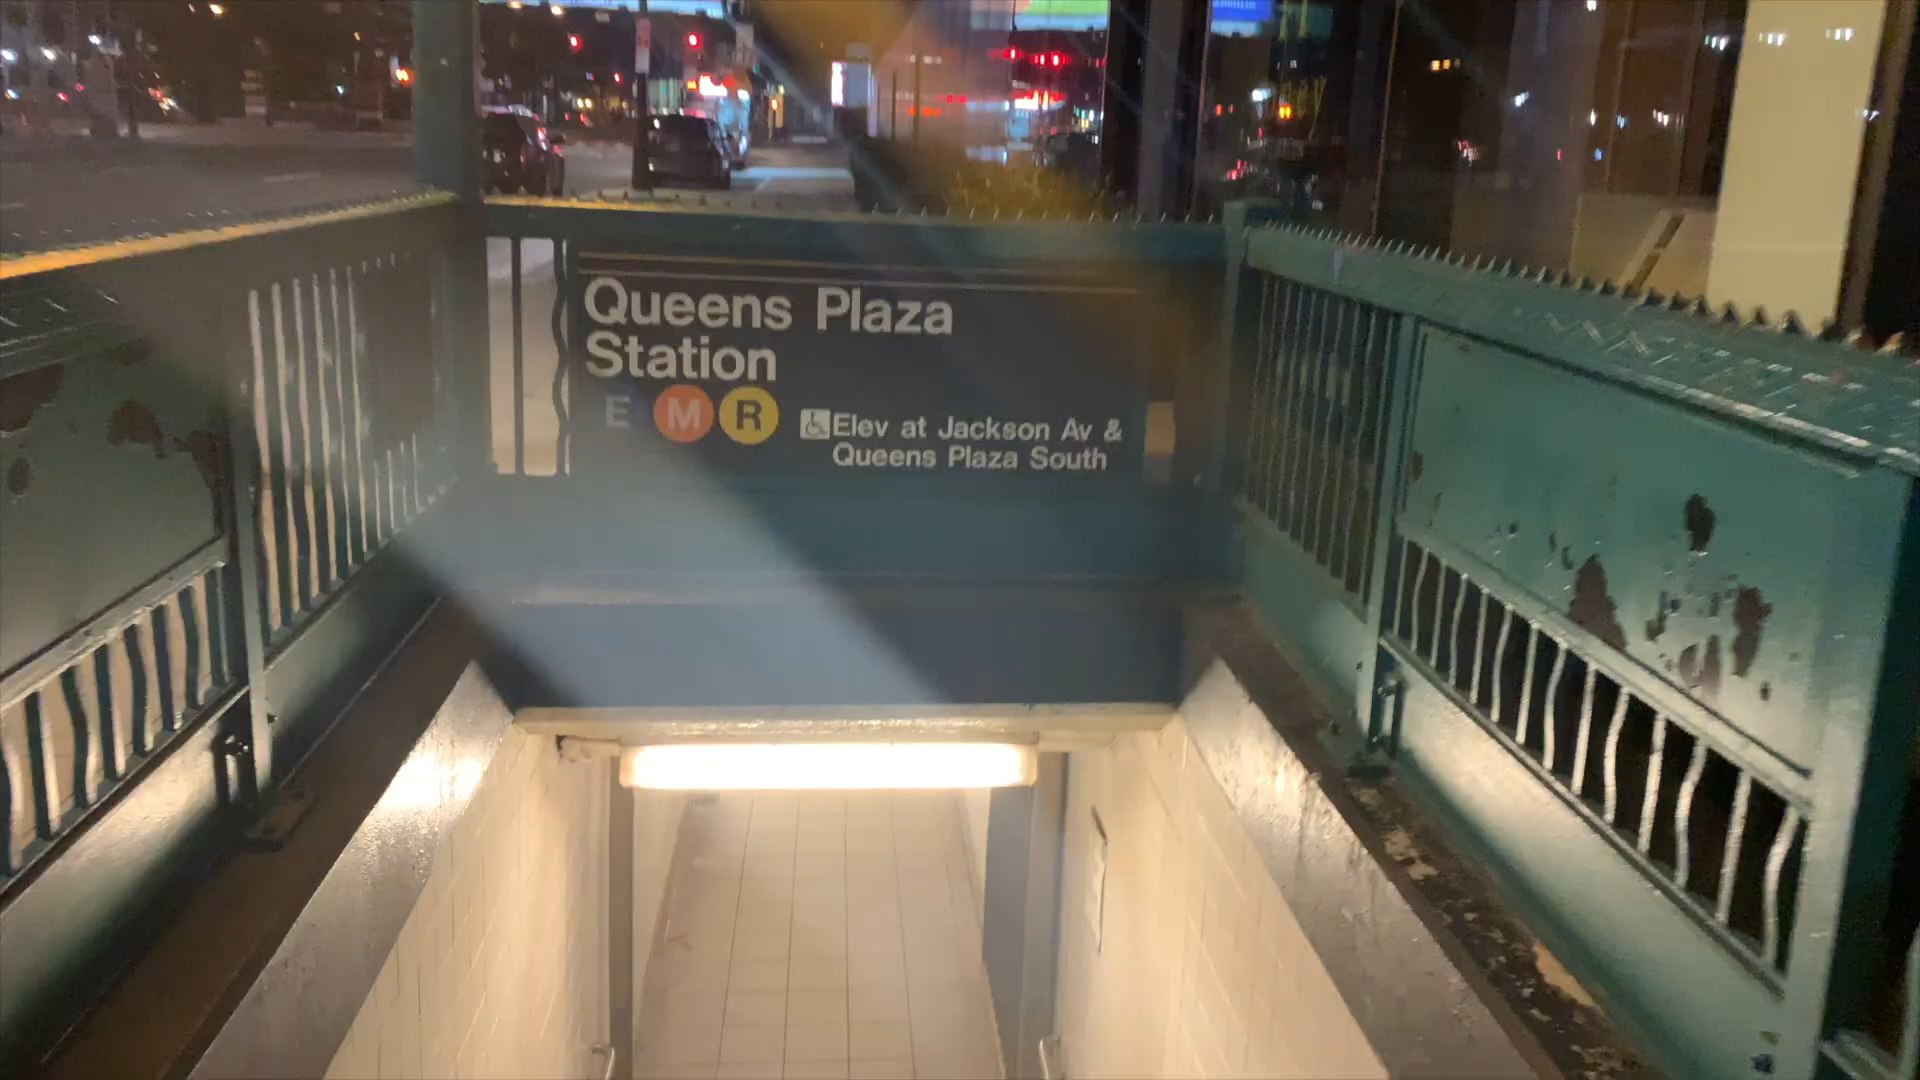 Queens Plaza
Station
E M R
Elev at Jackson Av &
Queens Plaza South